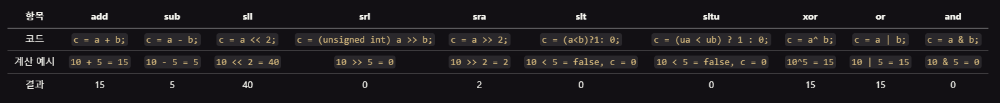 항목 add sub sll srl sra slt sltu xor or and
코드 c = a + b; c = a - b; c = a << 2; c = (unsigned int) a >> b; c = a >> 2; c = (a<b)?1: 0; c = (ua < ub) ? 1 : 0; c = a^ b; c = a | b; c = a & b;
계산 예시 10 + 5 = 15 10 - 5 = 5 10 << 2 = 40 10 >> 5 = 0 10 >> 2 = 2 10 < 5 = false, c = 0 10 < 5 = false, c = 0 10^5 = 15 10 | 5 = 15 10 & 5 = 0
결과 15 5 40 0 2 0 0 15 15 0